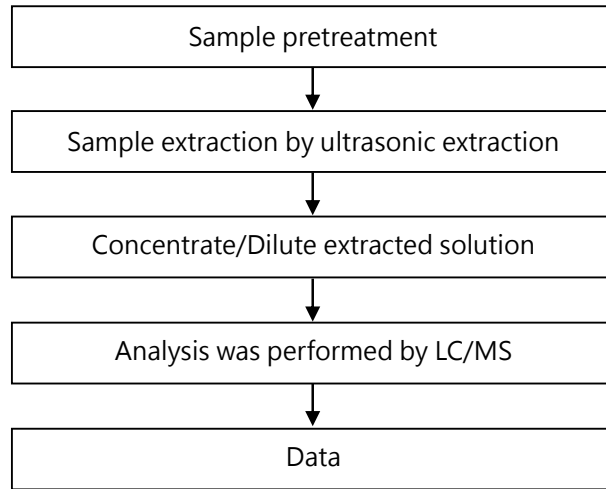 Sample pretreatment
Sample extraction by ultrasonic extraction
Concentrate/Dilute extracted solution
Analysis was performed by LC/MS
Data